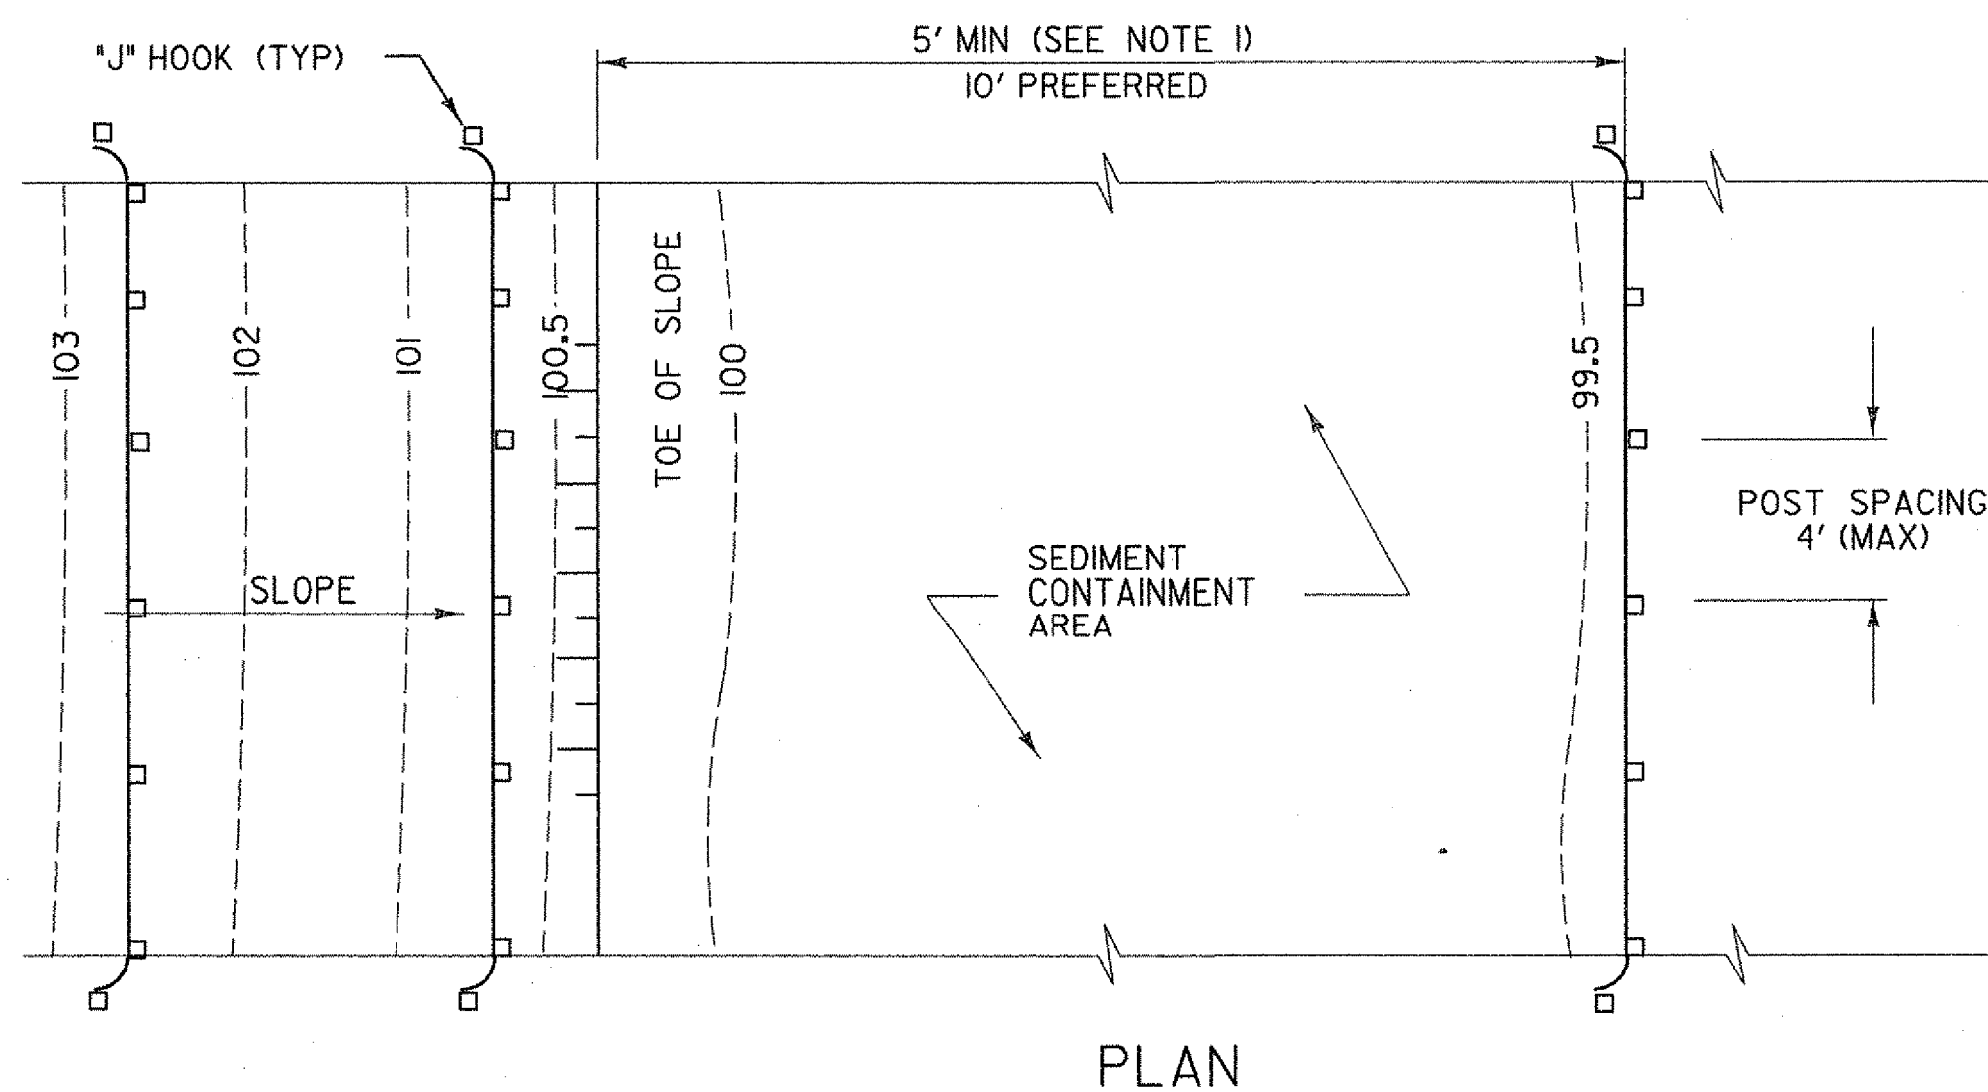 5' MIN (SEE NOTE 1)
"J" HOOK (TYP)
10' PREFERRED
TOE OF SLOPE
103
102
101
100.5
100
99.5
POST SPACING
4' (MAX)
SEDIMENT
CONTAINMENT
AREA
SLOPE
PLAN